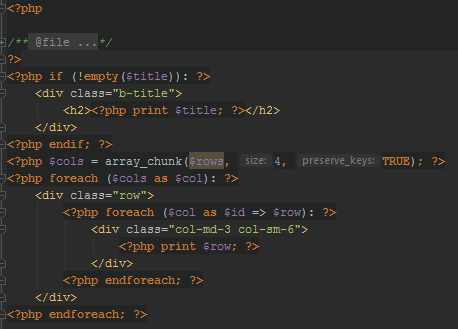 <?php
/** @file ...*/
?>
<?php if (!empty($title)): ?>
<div class="b-title">
<h2><?php print $title; ?></h2>
</div>
<?php endif; ?>
<?php $cols = array_chunk($rows, size: 4, preserve_keys: TRUE); ?>
<?php foreach ($cols as $col): ?>
<div class="row">
<?php foreach ($col as $id => $row): ?>
<div class="col-md-3 col-sm-6">
<?php print $row; ?>
</div>
<?php endforeach; ?>
</div>
<?php endforeach; ?>